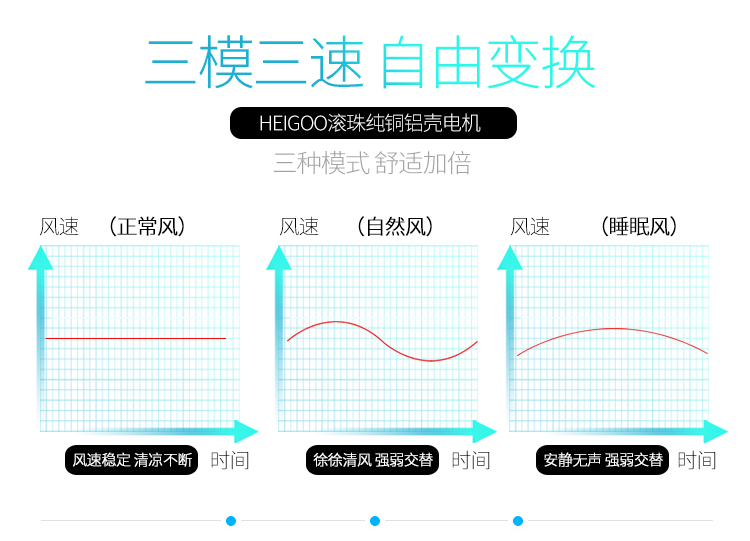 三模三速 自由变换
HEIGOO滚珠纯铜铝壳电机
三种模式 舒适加倍
风速 （正常风）
风速 （自然风）
风速 （睡眠风）
风速稳定 清凉不断 时间
徐徐清风 强弱交替 时间
安静无声 强弱交替 时间